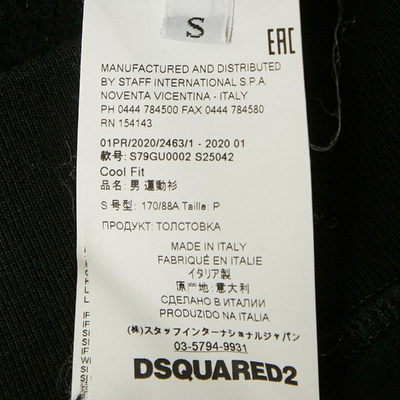 S
EAC
MANUFACTURED AND DISTRIBUTED
BY STAFF INTERNATIONAL S.P.A.
NOVENTA VICENTINA - ITALY
PH 0444 784500 FAX 0444 784580
RN 154143
01PR/2020/2463/1 - 2020 01
款号: S79GU0002 S25042
Cool Fit
品名: 男 運動衫
S 号型: 170/88A Taille: P
ПРОДУКТ: ТОЛСТОВКА
MADE IN ITALY
FABRIQUÉ EN ITALIE
イタリア製
原产地: 意大利
СДЕЛАНО В ИТАЛИИ
PRODUZIDO NA ITALIA
(株)スタッフインターナショナルジャパン
03-5794-9931
DSQUARED2